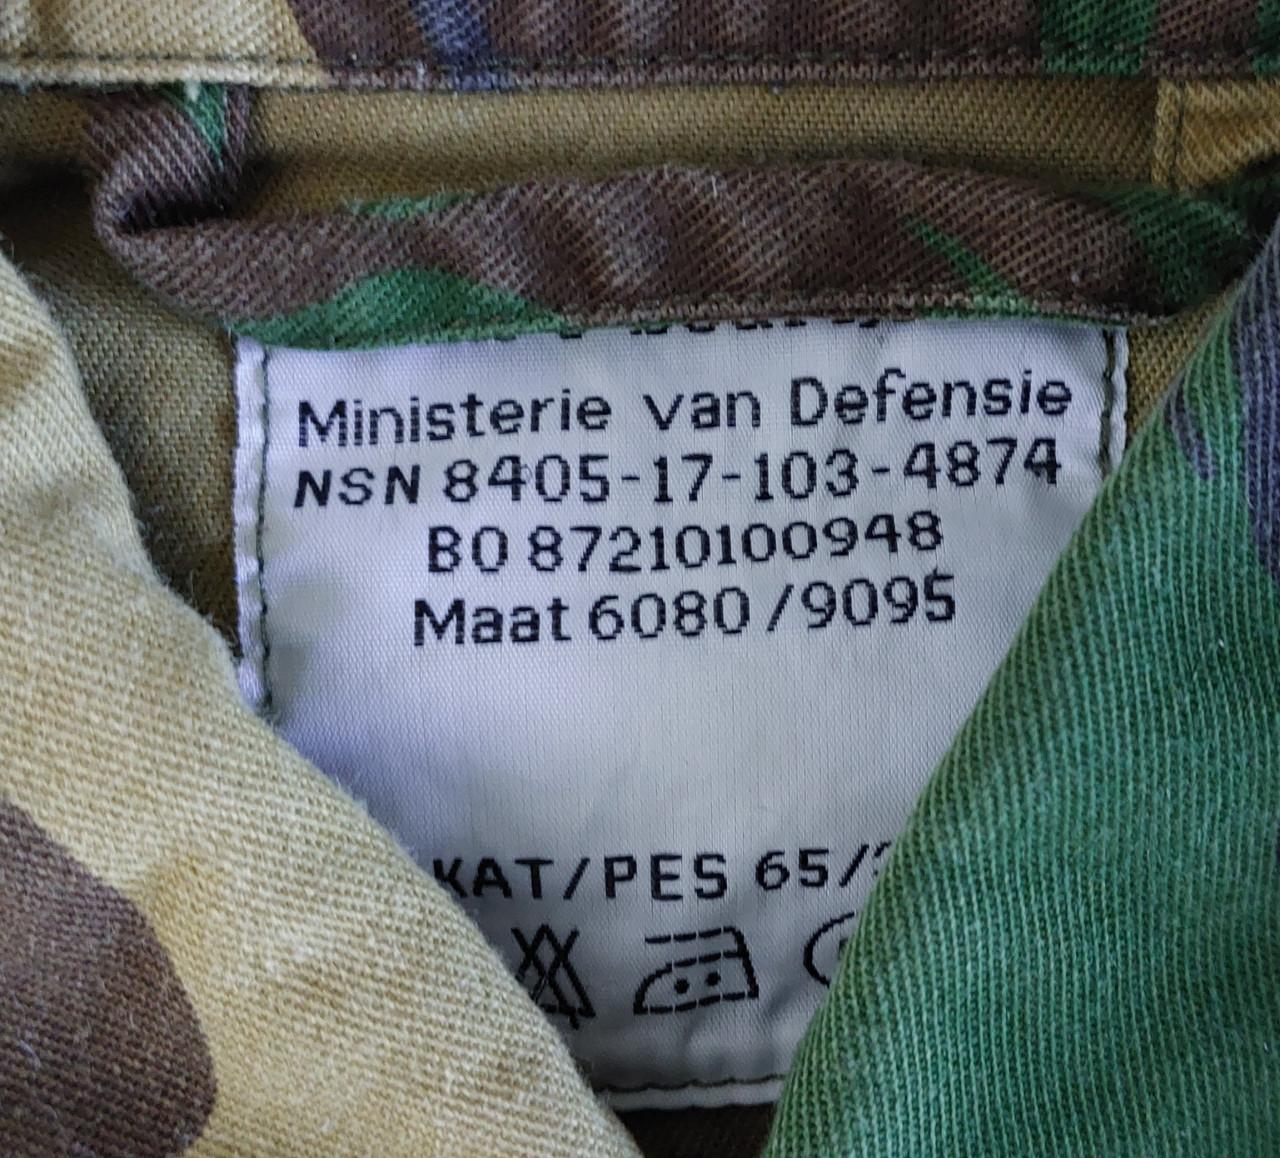 Ministerie van Defensie
NSN 8405-17-103-4874
BO 87210100948
Maat 6080/9095
KAT/PES 65/